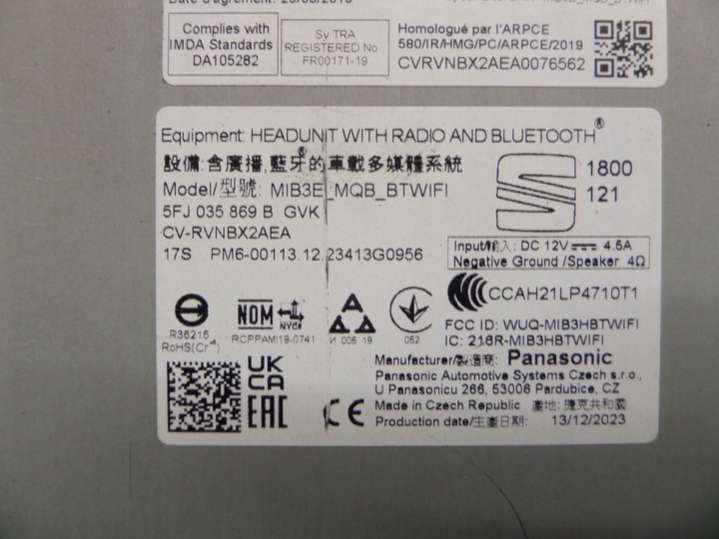 Complies with
IMDA Standards
DA105282
Sy TRA
REGISTERED No
FR00171-19
Homologué par l'ARPCE
580/IR/HMG/PC/ARPCE/2019
CVRVNBX2AEA0076562
Equipment: HEADUNIT WITH RADIO AND BLUETOOTH®
設備:含廣播,藍牙®的車載多媒體系統
Model/型號: MIB3E_MQB_BTWIFI
5FJ 035 869 B GVK
CV-RVNBX2AEA
17S PM6-00113.12.23413G0956
1800
121
Input/輸入: DC 12V 4.5A
Negative Ground /Speaker 4Ω
R36216
RoHS(Cr⁺⁶)
NOM
NYCE
RCPPAMI19-0741
005 19
052
CCAH21LP4710T1
FCC ID: WUQ-MIB3HBTWIFI
IC: 216R-MIB3HBTWIFI
UK
CA
EAC
CE
Manufacturer/製造商: Panasonic
Panasonic Automotive Systems Czech s.r.o.,
U Panasonicu 266, 53006 Pardubice, CZ
Made in Czech Republic 產地: 捷克共和國
Production date/生產日期: 13/12/2023